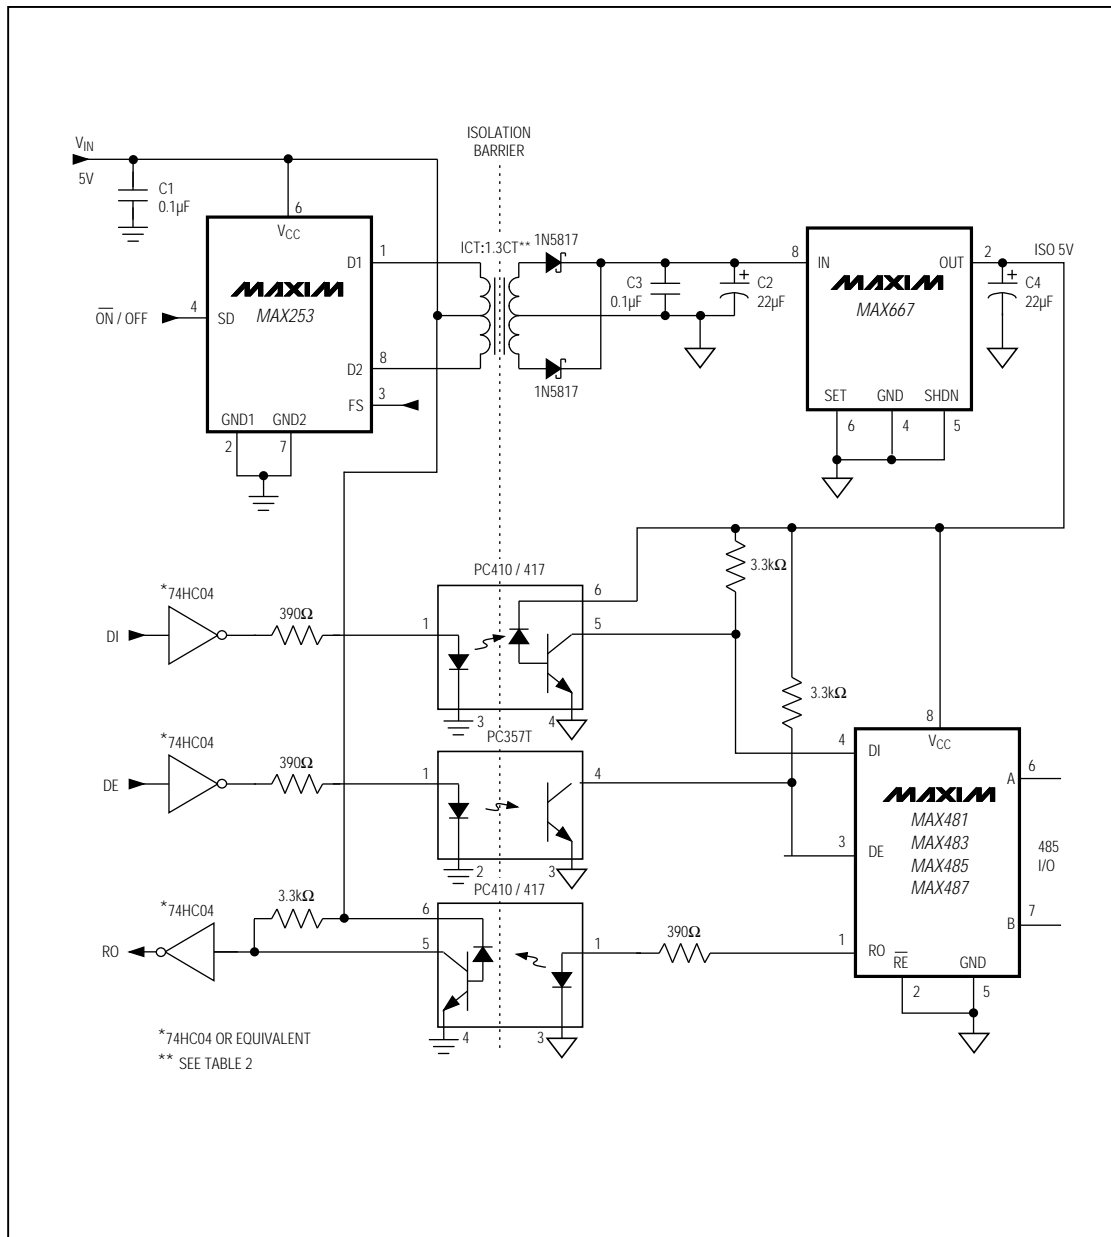 ISOLATION
BARRIER
VIN
5V
C1
0.1µF
6
VCC
D1
1
ICT:1.3CT**
1N5817
MAXIM
MAX253
ON / OFF
4
SD
D2
8
FS
3
GND1
GND2
2
7
1N5817
C3
0.1µF
+
C2
22µF
8
IN
OUT
2
ISO 5V
MAXIM
MAX667
+
C4
22µF
SET
GND
SHDN
6
4
5
*74HC04
DI
390Ω
PC410 / 417
1
6
5
3
4
3.3kΩ
3.3kΩ
*74HC04
DE
390Ω
PC357T
1
4
2
3
*74HC04
RO
3.3kΩ
PC410 / 417
6
5
1
4
3
390Ω
8
VCC
4
DI
MAXIM
MAX481
MAX483
MAX485
MAX487
3
DE
1
RO
RE
GND
2
5
A
6
485
I/O
B
7
*74HC04 OR EQUIVALENT
** SEE TABLE 2